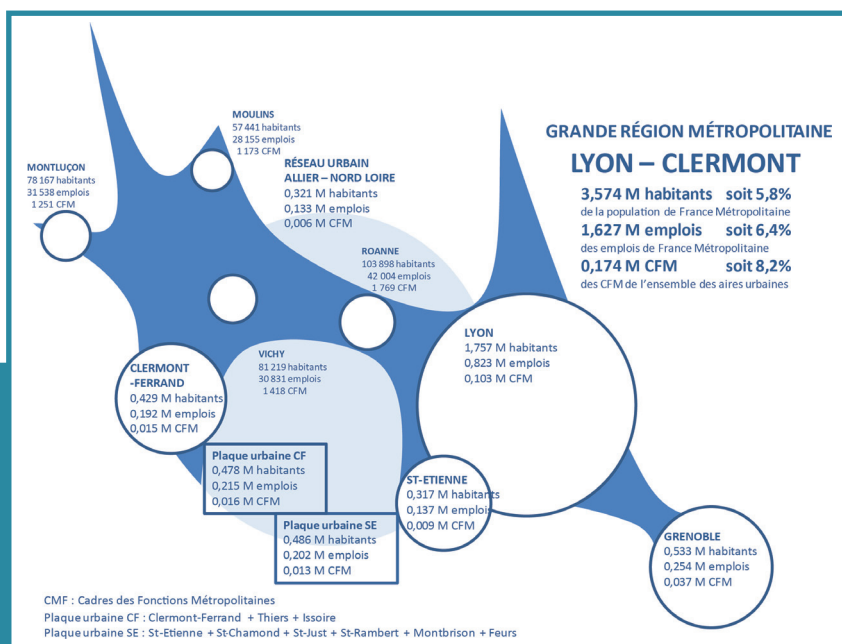 MOULINS
57 441 habitants
28 155 emplois
1 173 CFM
MONTLUÇON
78 167 habitants
31 538 emplois
1 251 CFM
RÉSEAU URBAIN
ALLIER – NORD LOIRE
0,321 M habitants
0,133 M emplois
0,006 M CFM
GRANDE RÉGION MÉTROPOLITAINE
LYON – CLERMONT
3,574 M habitants soit 5,8%
de la population de France Métropolitaine
1,627 M emplois soit 6,4%
des emplois de France Métropolitaine
0,174 M CFM soit 8,2%
des CFM de l'ensemble des aires urbaines
ROANNE
103 898 habitants
42 004 emplois
1 769 CFM
LYON
1,757 M habitants
0,823 M emplois
0,103 M CFM
VICHY
81 219 habitants
30 831 emplois
1 418 CFM
CLERMONT
-FERRAND
0,429 M habitants
0,192 M emplois
0,015 M CFM
Plaque urbaine CF
0,478 M habitants
0,215 M emplois
0,016 M CFM
ST-ETIENNE
0,317 M habitants
0,137 M emplois
0,009 M CFM
Plaque urbaine SE
0,486 M habitants
0,202 M emplois
0,013 M CFM
GRENOBLE
0,533 M habitants
0,254 M emplois
0,037 M CFM
CMF : Cadres des Fonctions Métropolitaines
Plaque urbaine CF : Clermont-Ferrand + Thiers + Issoire
Plaque urbaine SE : St-Etienne + St-Chamond + St-Just + St-Rambert + Montbrison + Feurs